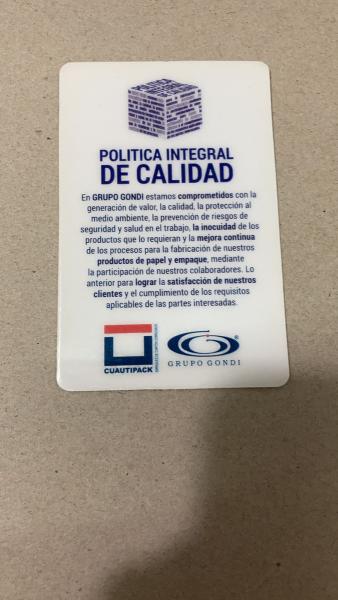 POLITICA INTEGRAL
DE CALIDAD
En GRUPO GONDI estamos comprometidos con la
generación de valor, la calidad, la protección al
medio ambiente, la prevención de riesgos de
seguridad y salud en el trabajo, la inocuidad de los
productos que lo requieran y la mejora continua
de los procesos para la fabricación de nuestros
productos de papel y empaque, mediante
la participación de nuestros colaboradores. Lo
anterior para lograr la satisfacción de nuestros
clientes y el cumplimiento de los requisitos
aplicables de las partes interesadas.
CUAUTIPACK
GRUPO GONDI